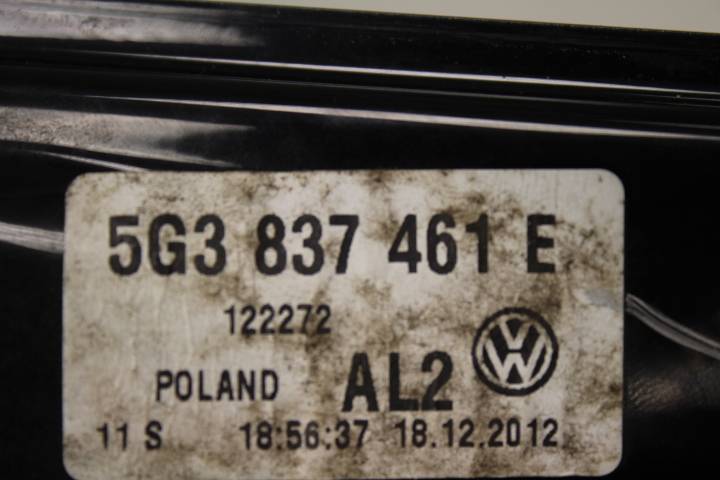 5G3 837 461 E
122272
POLAND AL2
11 S 18:56:37 18.12.2012